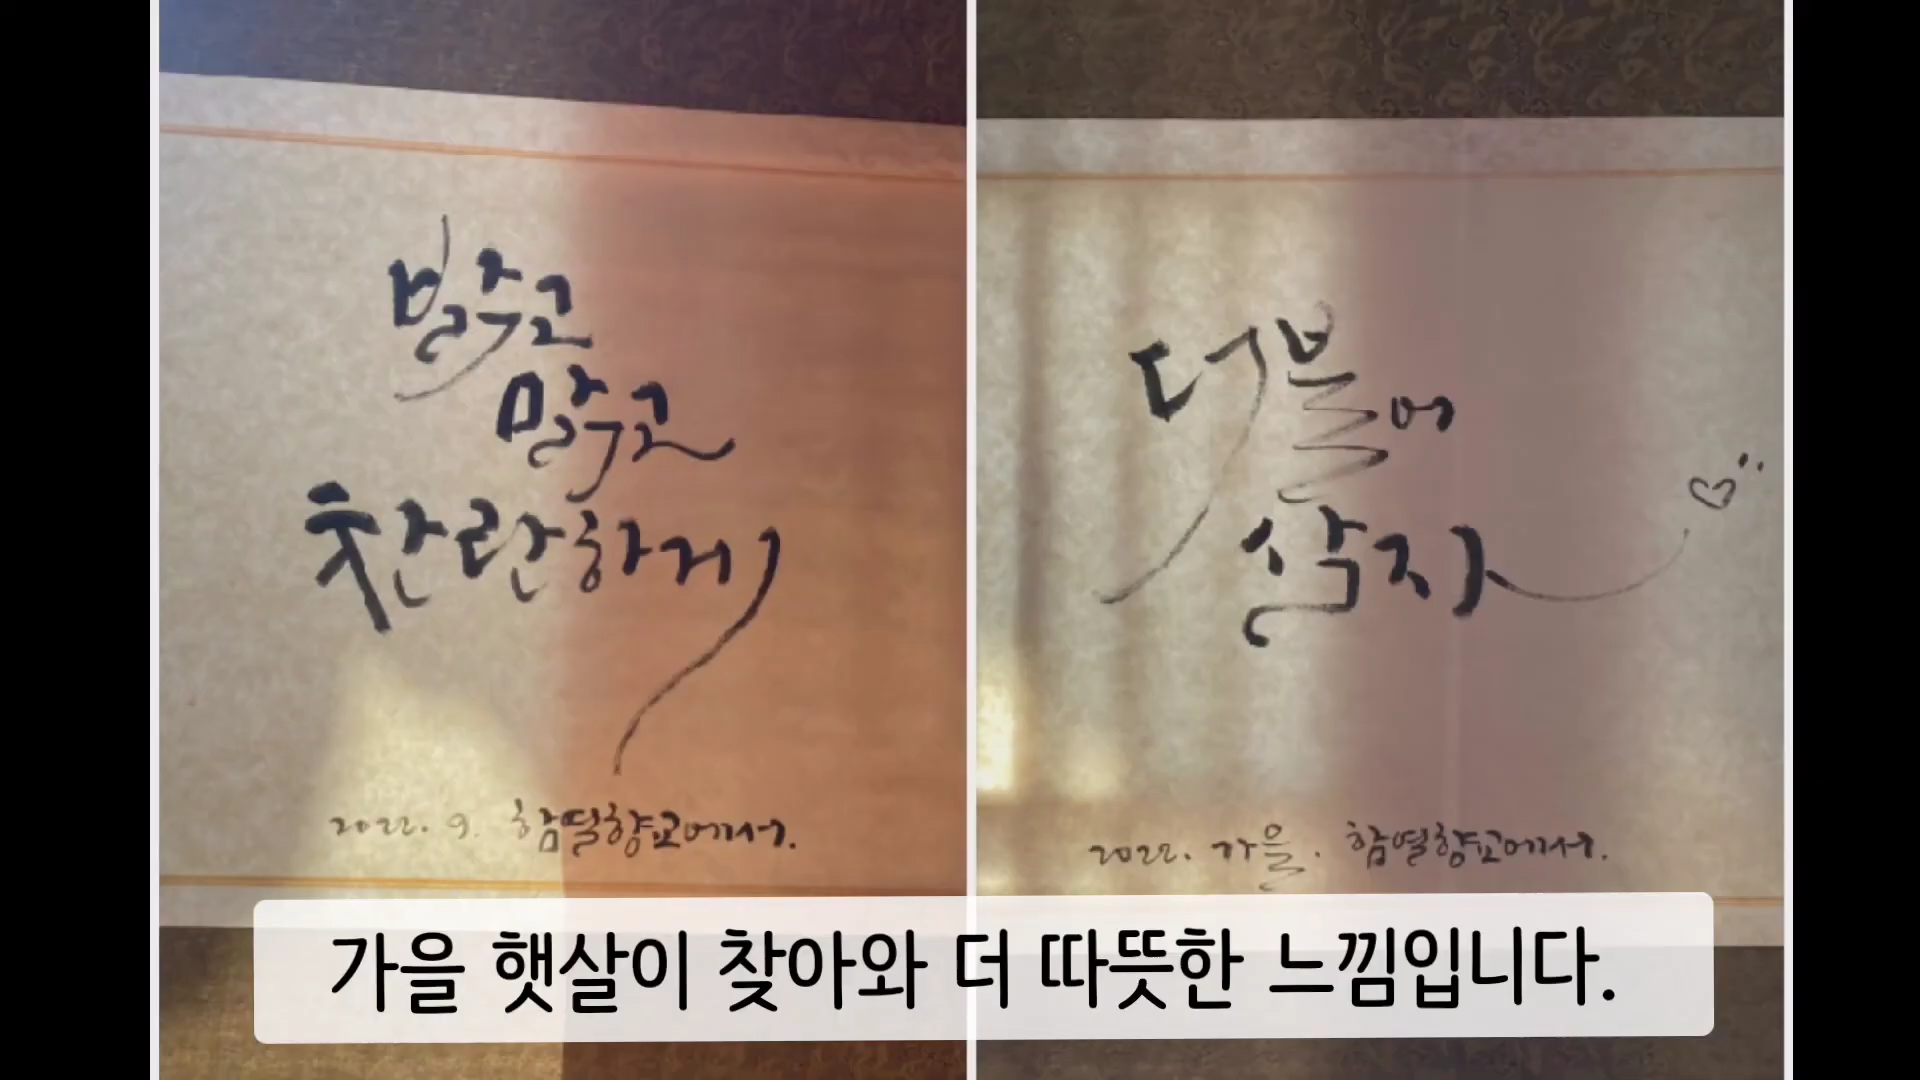 밝고
맑고
찬란하게
2022. 9. 함열향교에서.
더불어
살자
2022. 가을. 함열향교에서.
가을 햇살이 찾아와 더 따뜻한 느낌입니다.